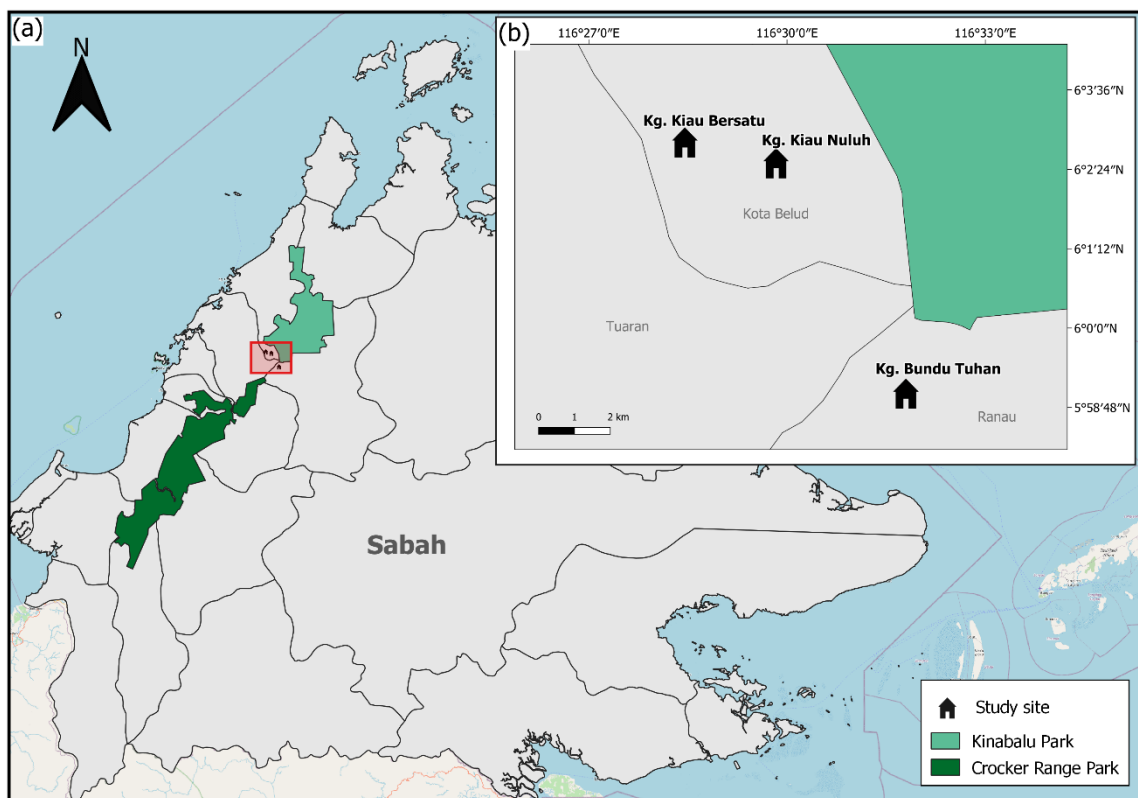 (a)
N
Sabah
(b)
116°27'0"E
116°30'0"E
116°33'0"E
6°3'36"N
6°2'24"N
6°1'12"N
6°0'0"N
5°58'48"N
Kg. Kiau Bersatu
Kg. Kiau Nuluh
Kota Belud
Tuaran
Kg. Bundu Tuhan
Ranau
0 1 2 km
Study site
Kinabalu Park
Crocker Range Park